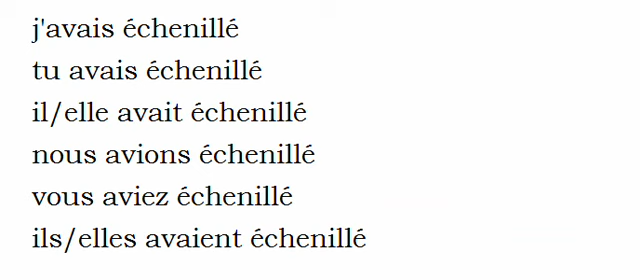 j'avais échenillé
tu avais échenillé
il/elle avait échenillé
nous avions échenillé
vous aviez échenillé
ils/elles avaient échenillé